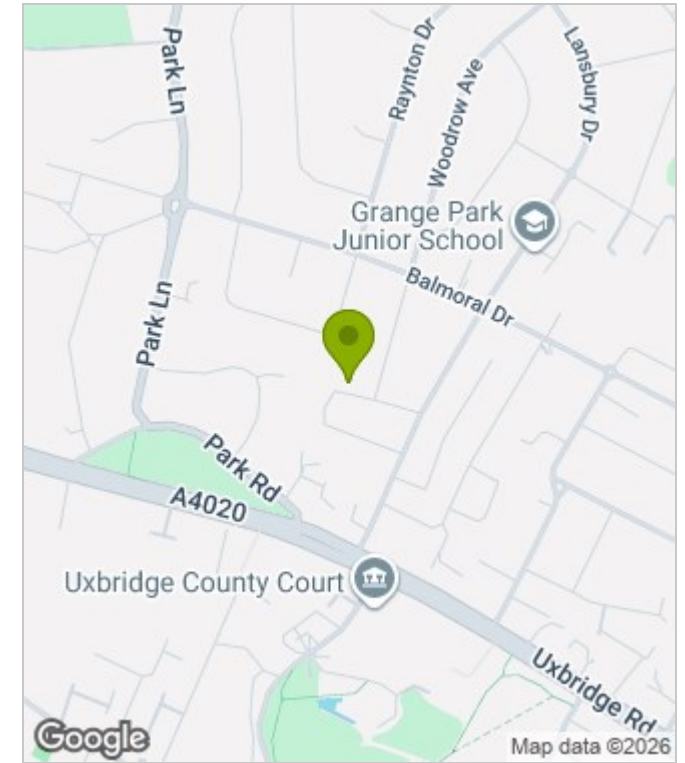 Park Ln
Raynton Dr
Woodrow Ave
Lansbury Dr
Grange Park
Junior School
Balmoral Dr
Park Ln
Park Rd
A4020
Uxbridge County Court
Uxbridge Rd
Google
Map data ©2026